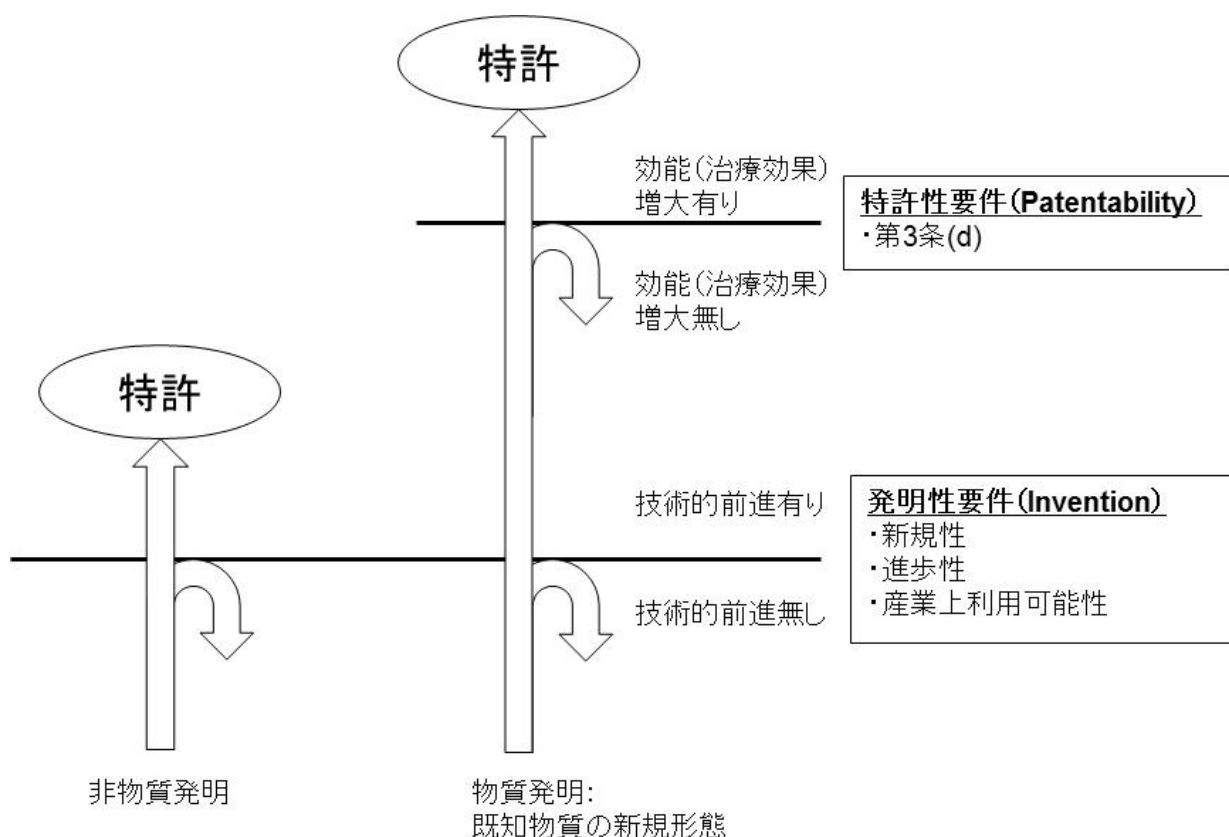 特許
効能(治療効果)
増大有り
特許性要件(Patentability)
・第3条(d)
効能(治療効果)
増大無し
特許
技術的前進有り
発明性要件(Invention)
・新規性
・進歩性
・産業上利用可能性
技術的前進無し
非物質発明
物質発明:
既知物質の新規形態